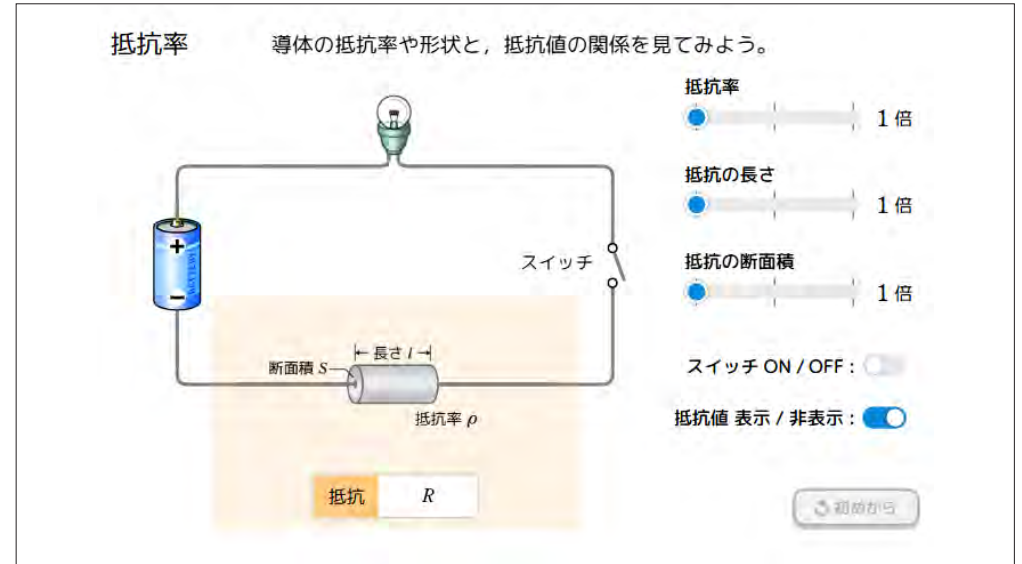 抵抗率
導体の抵抗率や形状と，抵抗値の関係を見てみよう。
抵抗率
1 倍
抵抗の長さ
1 倍
スイッチ
抵抗の断面積
1 倍
+
BATTERY
−
長さ l
断面積 S
抵抗率 ρ
スイッチ ON / OFF :
抵抗値 表示 / 非表示 :
抵抗 R
初めから